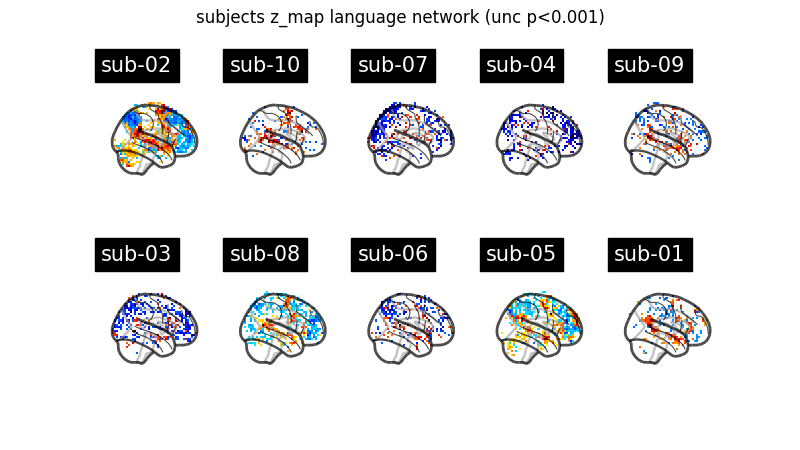 subjects z_map language network (unc p<0.001)
sub-02 sub-10 sub-07 sub-04 sub-09
sub-03 sub-08 sub-06 sub-05 sub-01